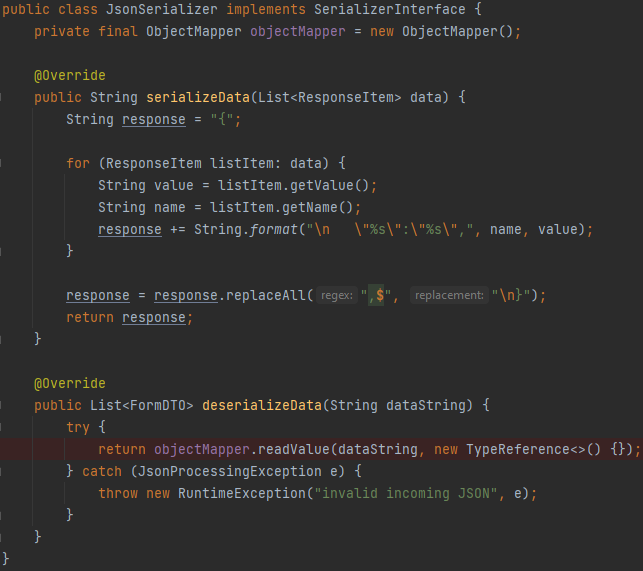 public class JsonSerializer implements SerializerInterface {
    private final ObjectMapper objectMapper = new ObjectMapper();

    @Override
    public String serializeData(List<ResponseItem> data) {
        String response = "{";

        for (ResponseItem listItem: data) {
            String value = listItem.getValue();
            String name = listItem.getName();
            response += String.format("\n   \"%s\":\"%s\",", name, value);
        }

        response = response.replaceAll( regex: ",$", replacement: "\n}");
        return response;
    }

    @Override
    public List<FormDTO> deserializeData(String dataString) {
        try {
            return objectMapper.readValue(dataString, new TypeReference<>() {});
        } catch (JsonProcessingException e) {
            throw new RuntimeException("invalid incoming JSON", e);
        }
    }
}